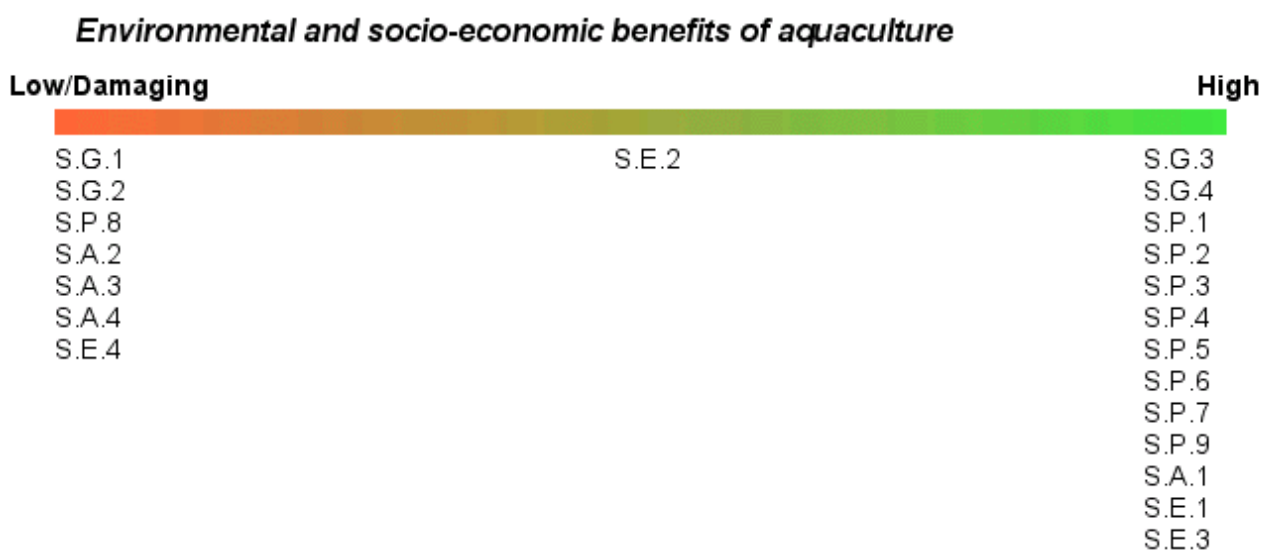 Environmental and socio-economic benefits of aquaculture
Low/Damaging High
S.G.1 S.E.2 S.G.3
S.G.2 S.G.4
S.P.8 S.P.1
S.A.2 S.P.2
S.A.3 S.P.3
S.A.4 S.P.4
S.E.4 S.P.5
S.P.6
S.P.7
S.P.9
S.A.1
S.E.1
S.E.3